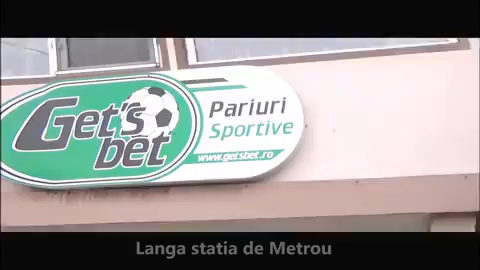 Get's
bet
Pariuri
Sportive
www.getsbet.ro
Langa statia de Metrou